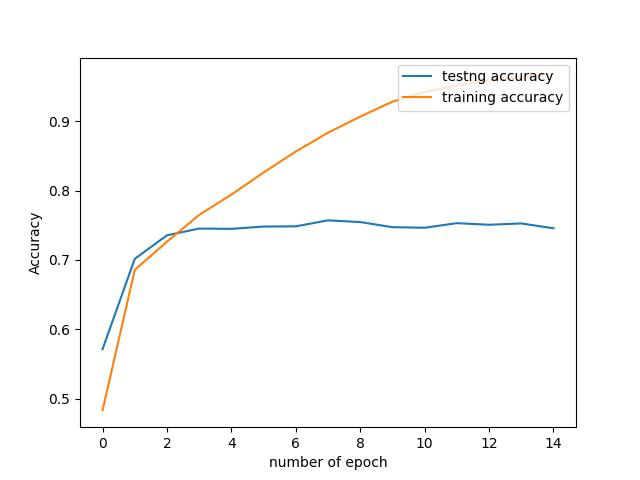 testng accuracy
training accuracy
0.9
0.8
0.7
0.6
0.5
Accuracy
0 2 4 6 8 10 12 14
number of epoch